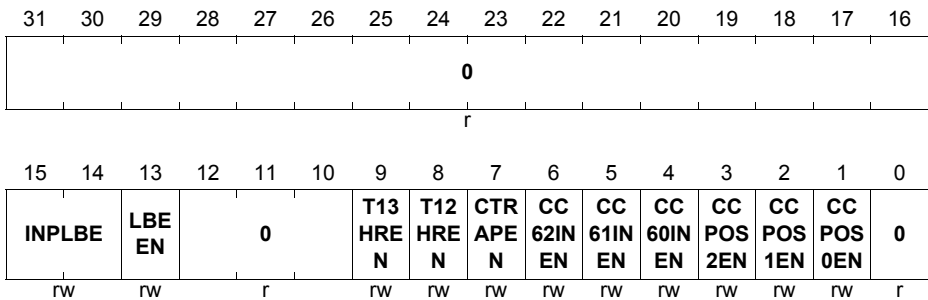 31 30 29 28 27 26 25 24 23 22 21 20 19 18 17 16
0
r
15 14 13 12 11 10 9 8 7 6 5 4 3 2 1 0
T13 T12 CTR CC CC CC CC CC CC
INPLBE LBE EN 0 HRE HRE APE 62IN 61IN 60IN POS POS POS 0
N N N EN EN EN 2EN 1EN 0EN
rw rw r rw rw rw rw rw rw rw rw rw r